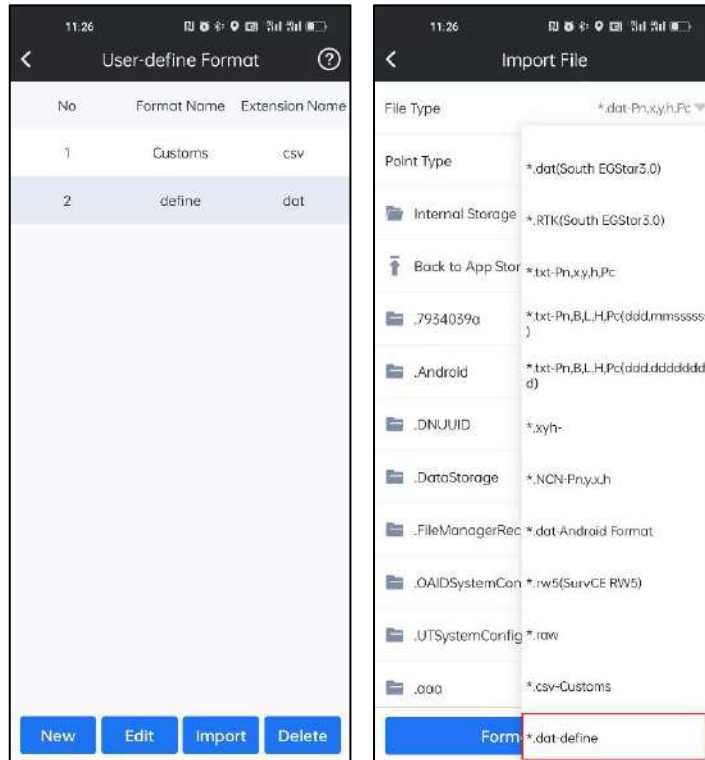 11:26
User-define Format
No Format Name Extension Name
1 Customs csv
2 define dat
New Edit Import Delete
11:26
Import File
File Type *.dat-Pn,x,y,h,Pc
Point Type
Internal Storage
Back to App Stor
.7934039a
.Android
.DNUUID
.DataStorage
.FileManagerRec
.OAIDSystemCon
.UTSystemConfig
.aaa
Form
*.dat(South EGStar3.0)
*.RTK(South EGStar3.0)
*.txt-Pn,x,y,h,Pc
*.txt-Pn,B,L,H,Pc(ddd.mmsssss
)
*.txt-Pn,B,L,H,Pc(ddd.ddddddd
d)
*.xyh-
*.NCN-Pn,y,x,h
*.dat-Android Format
*.rw5(SurvCE RW5)
*.raw
*.csv-Customs
*.dat-define